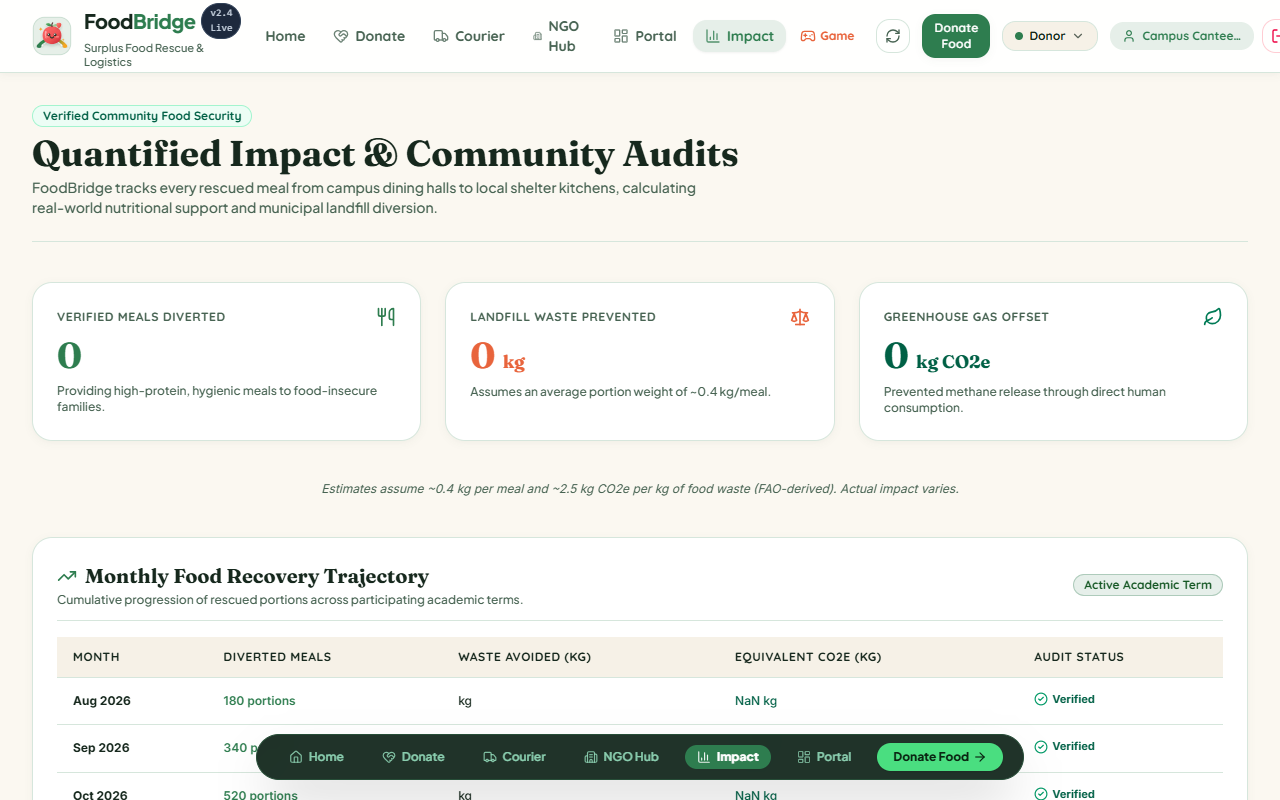 FoodBridge
v2.4
Live
Surplus Food Rescue &
Logistics
Home
Donate
Courier
NGO
Hub
Portal
Impact
Game
Donate
Food
Donor
Campus Cantee...
Verified Community Food Security
Quantified Impact & Community Audits
FoodBridge tracks every rescued meal from campus dining halls to local shelter kitchens, calculating
real-world nutritional support and municipal landfill diversion.
VERIFIED MEALS DIVERTED
0
Providing high-protein, hygienic meals to food-insecure
families.
LANDFILL WASTE PREVENTED
0 kg
Assumes an average portion weight of ~0.4 kg/meal.
GREENHOUSE GAS OFFSET
0 kg CO2e
Prevented methane release through direct human
consumption.
Estimates assume ~0.4 kg per meal and ~2.5 kg CO2e per kg of food waste (FAO-derived). Actual impact varies.
Monthly Food Recovery Trajectory
Cumulative progression of rescued portions across participating academic terms.
Active Academic Term
MONTH DIVERTED MEALS WASTE AVOIDED (KG) EQUIVALENT CO2E (KG) AUDIT STATUS
Aug 2026 180 portions kg NaN kg Verified
Sep 2026 340 p Verified
Home Donate Courier NGO Hub Impact Portal Donate Food →
Oct 2026 520 portions kg NaN kg Verified